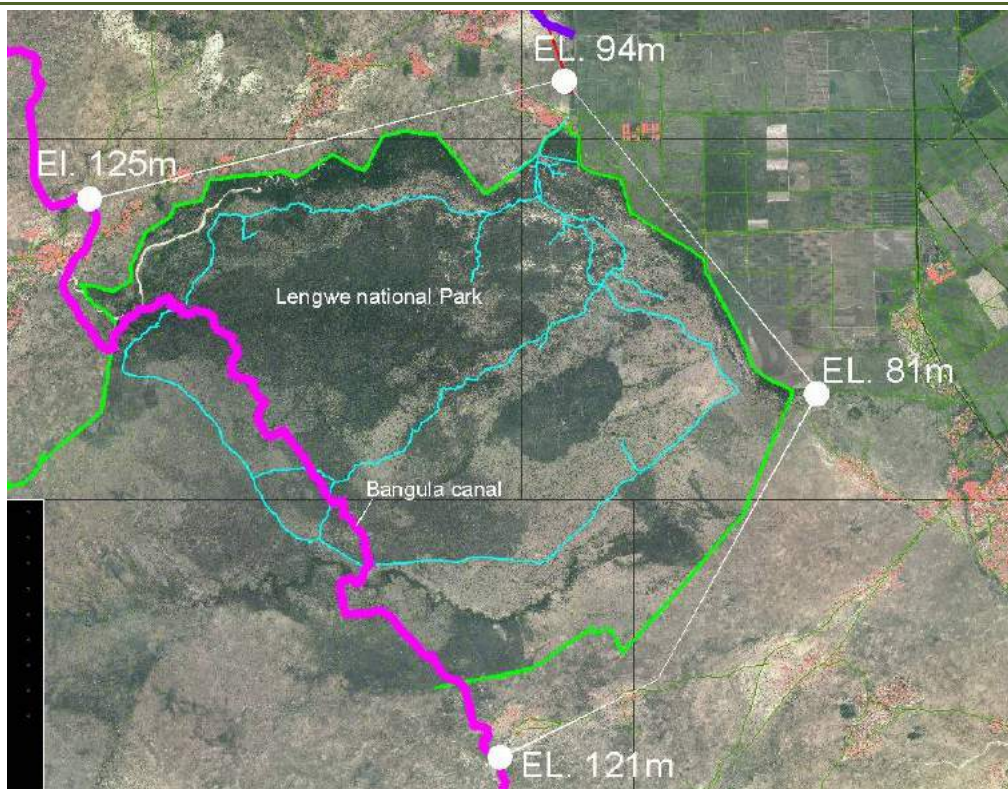 EL. 94m
El. 125m
Lengwe national Park
EL. 81m
Bangula canal
EL. 121m